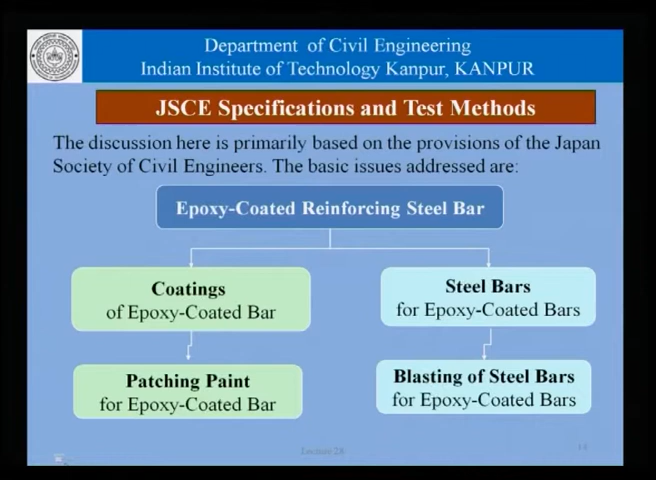 Department of Civil Engineering
Indian Institute of Technology Kanpur, KANPUR
JSCE Specifications and Test Methods
The discussion here is primarily based on the provisions of the Japan
Society of Civil Engineers. The basic issues addressed are:
Epoxy-Coated Reinforcing Steel Bar
Coatings
of Epoxy-Coated Bar
Steel Bars
for Epoxy-Coated Bars
Patching Paint
for Epoxy-Coated Bar
Blasting of Steel Bars
for Epoxy-Coated Bars
Lecture 28